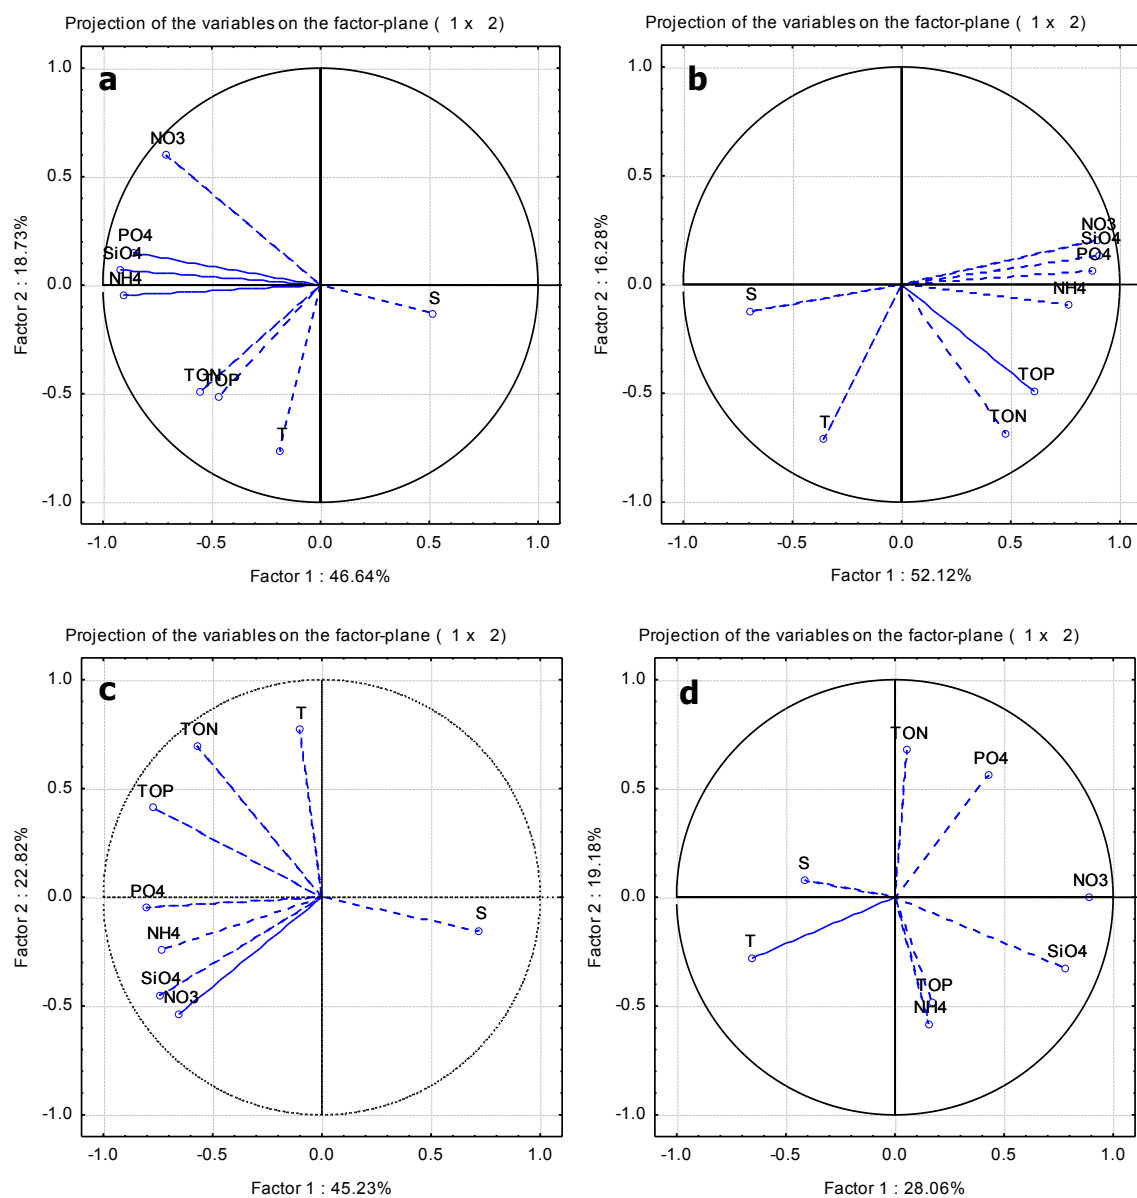 Projection of the variables on the factor-plane ( 1 x 2)
a
1.0
0.5
0.0
-0.5
-1.0
Factor 2 : 18.73%
NO3
PO4
SiO4
NH4
S
TON
TOP
T
-1.0 -0.5 0.0 0.5 1.0
Factor 1 : 46.64%
Projection of the variables on the factor-plane ( 1 x 2)
b
1.0
0.5
0.0
-0.5
-1.0
Factor 2 : 16.28%
NO3
SiO4
PO4
NH4
S
TOP
TON
T
-1.0 -0.5 0.0 0.5 1.0
Factor 1 : 52.12%
Projection of the variables on the factor-plane ( 1 x 2)
c
1.0
0.5
0.0
-0.5
-1.0
Factor 2 : 22.82%
T
TON
TOP
PO4
S
NH4
SiO4
NO3
-1.0 -0.5 0.0 0.5 1.0
Factor 1 : 45.23%
Projection of the variables on the factor-plane ( 1 x 2)
d
1.0
0.5
0.0
-0.5
-1.0
Factor 2 : 19.18%
TON
PO4
S
NO3
T
SiO4
TOP
NH4
-1.0 -0.5 0.0 0.5 1.0
Factor 1 : 28.06%